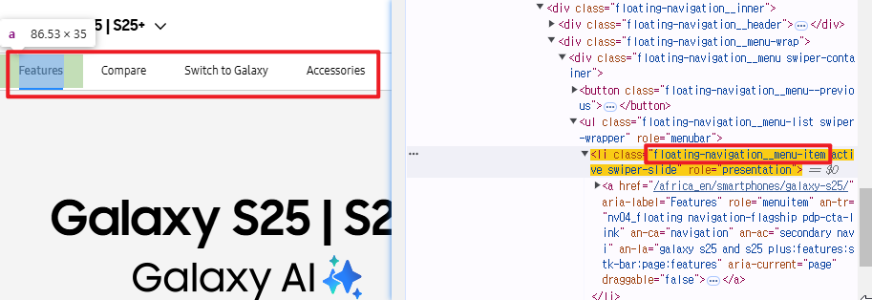 a 86.53 × 35
5 | S25+
Features Compare Switch to Galaxy Accessories
Galaxy S25 | S2
Galaxy AI
<div class="floating-navigation__inner">
<div class="floating-navigation__header"> </div>
<div class="floating-navigation__menu-wrap">
<div class="floating-navigation__menu swiper-conta
iner">
<button class="floating-navigation__menu--previo
us"> </button>
<ul class="floating-navigation__menu-list swiper
-wrapper" role="menubar">
<li class="floating-navigation__menu-item acti
ve swiper-slide" role="presentation"> == $0
<a href="/africa_en/smartphones/galaxy-s25/"
aria-label="Features" role="menuitem" an-tr=
"nv04_floating navigation-flagship pdp-cta-l
ink" an-ca="navigation" an-ac="secondary nav
i" an-la="galaxy s25 and s25 plus:features:s
tk-bar:page:features" aria-current="page"
draggable="false"> </a>
</li>